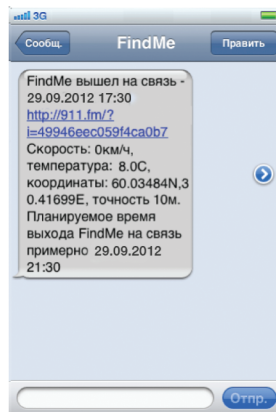 3G
Сообщ. FindMe Править
FindMe вышел на связь -
29.09.2012 17:30
http://911.fm/?
i=49946eec059f4ca0b7
Скорость: 0км/ч,
температура: 8.0С,
координаты: 60.03484N,3
0.41699E, точность 10м.
Планируемое время
выхода FindMe на связь
примерно 29.09.2012
21:30
Отпр.